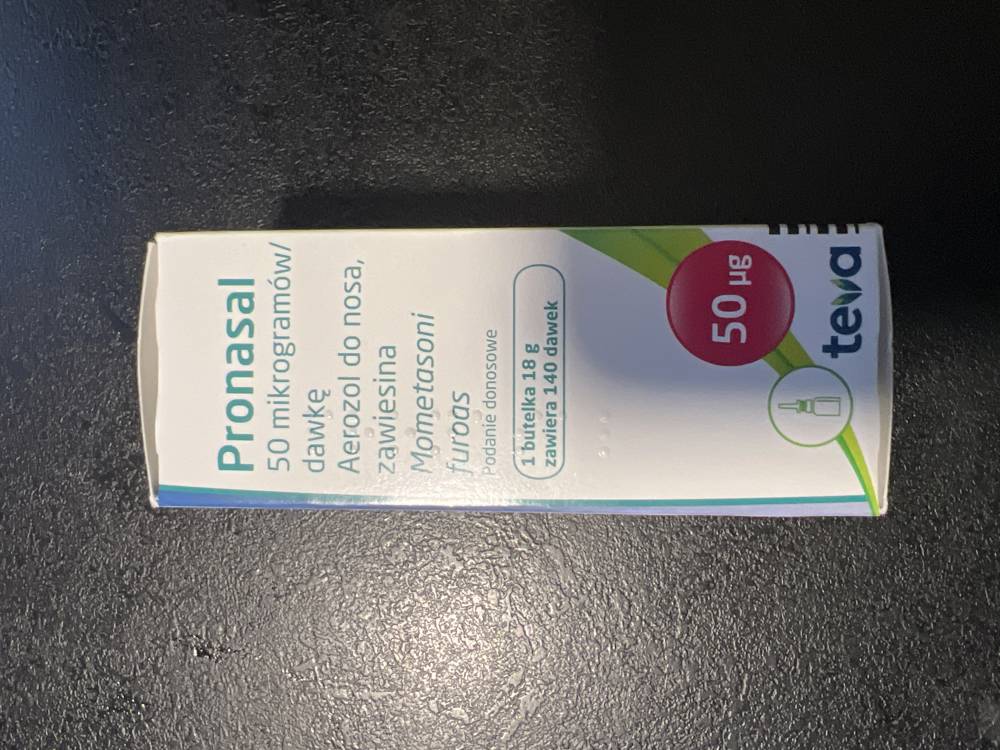 Pronasal
50 mikrogramów/
dawkę
Aerozol do nosa,
zawiesina
Mometasoni
furoas
Podanie donosowe
1 butelka 18 g
zawiera 140 dawek
50 µg
teva